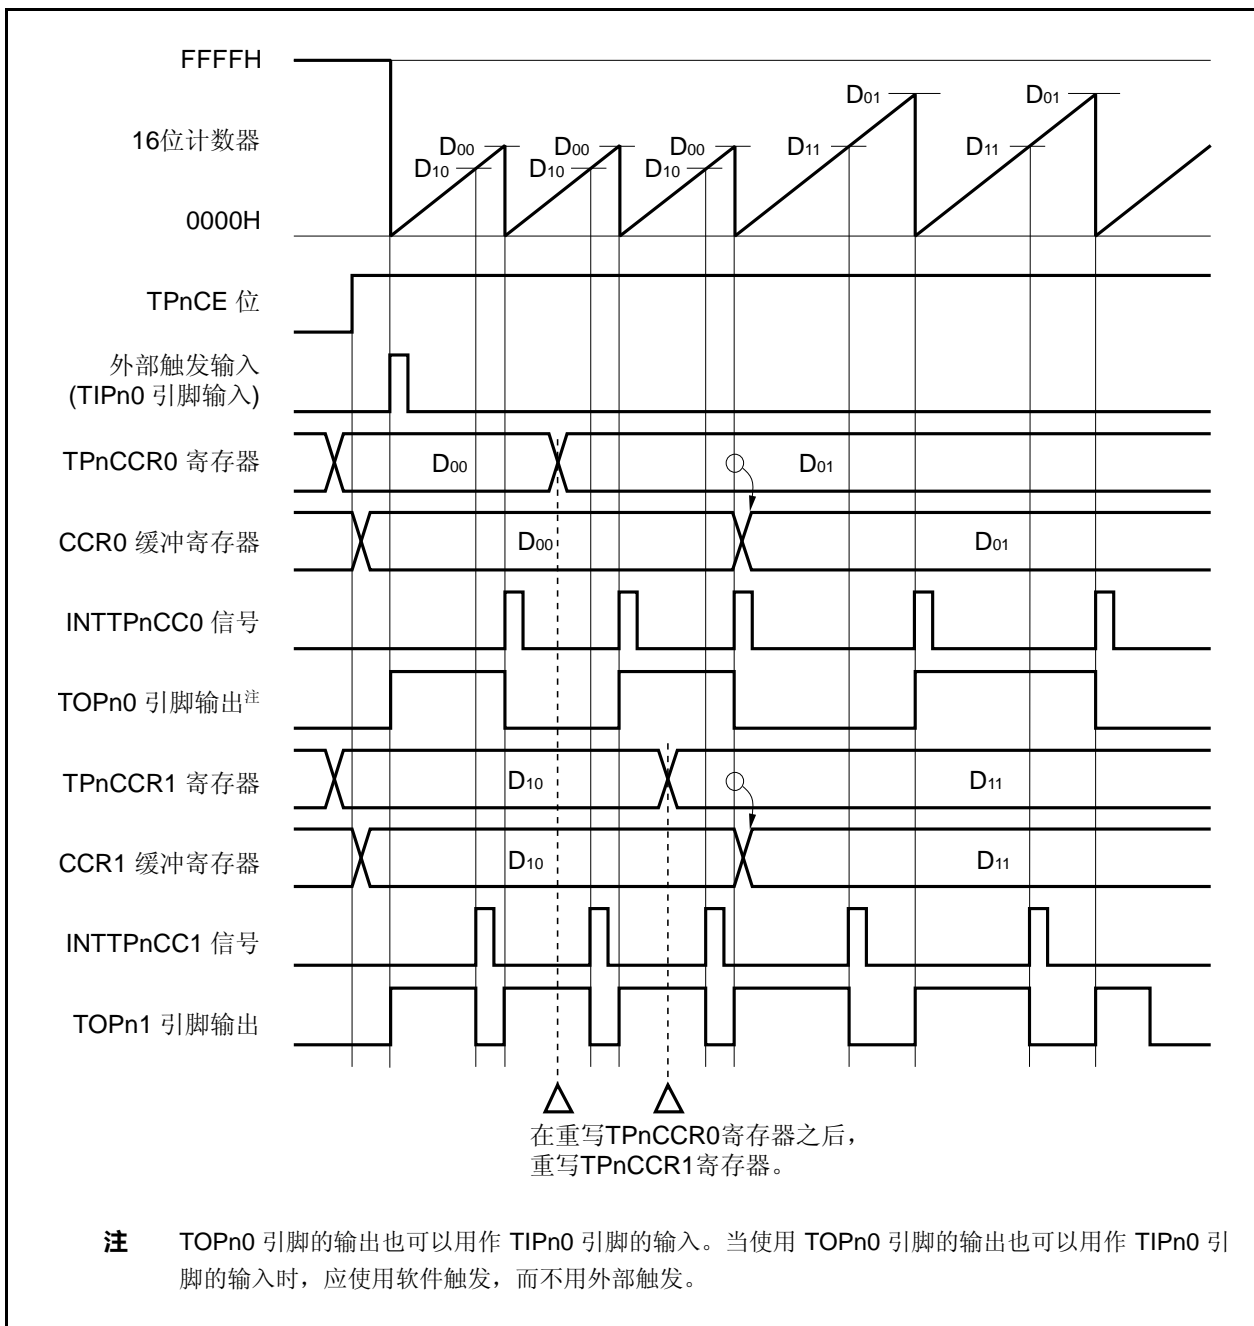 FFFFH
D01 D01
16位计数器
D00 D00 D00 D11 D11
D10 D10 D10
0000H
TPnCE 位
外部触发输入
(TIPn0 引脚输入)
TPnCCR0 寄存器
D00 D01
CCR0 缓冲寄存器
D00 D01
INTTPnCC0 信号
TOPn0 引脚输出注
TPnCCR1 寄存器
D10 D11
CCR1 缓冲寄存器
D10 D11
INTTPnCC1 信号
TOPn1 引脚输出
在重写TPnCCR0寄存器之后，
重写TPnCCR1寄存器。
注 TOPn0 引脚的输出也可以用作 TIPn0 引脚的输入。当使用 TOPn0 引脚的输出也可以用作 TIPn0 引
脚的输入时，应使用软件触发，而不用外部触发。